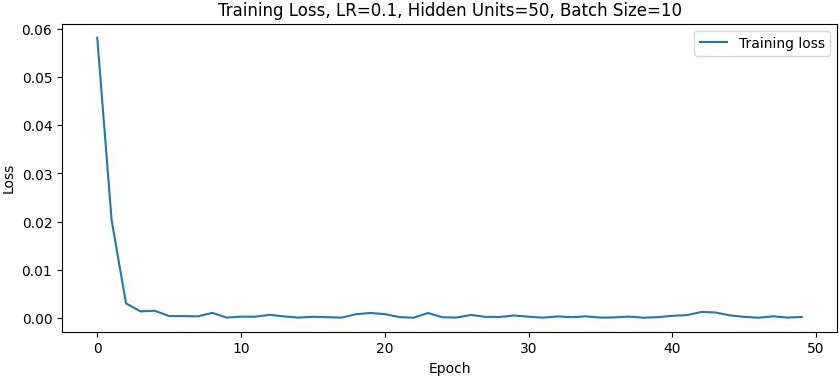 Training Loss, LR=0.1, Hidden Units=50, Batch Size=10
Training loss
Loss
0.06
0.05
0.04
0.03
0.02
0.01
0.00
0 10 20 30 40 50
Epoch